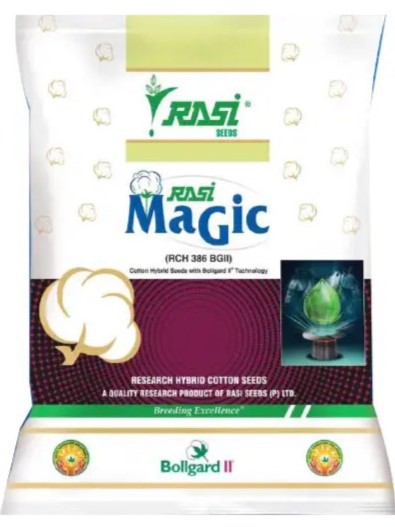 RASI®
SEEDS
RASI
MaGic
(RCH 386 BGII)
Cotton Hybrid Seeds with Bollgard II® Technology
RESEARCH HYBRID COTTON SEEDS
A QUALITY RESEARCH PRODUCT OF RASI SEEDS (P) LTD.
Breeding Excellence®
Bollgard II®